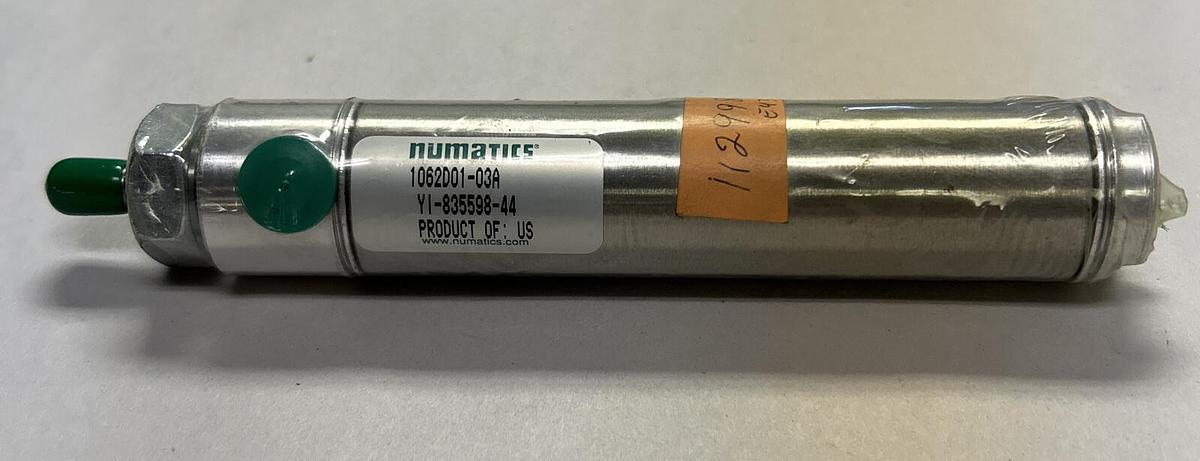 numatics
1062D01-03A
YI-835598-44
PRODUCT OF: US
www.numatics.com